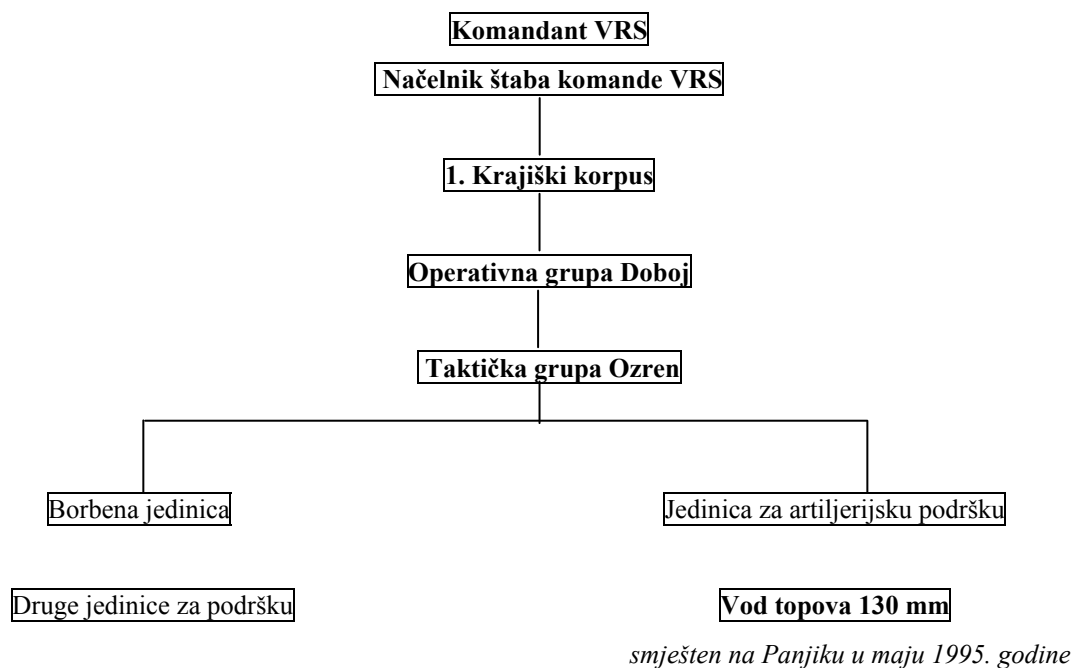 Komandant VRS
Načelnik štaba komande VRS
1. Krajiški korpus
Operativna grupa Doboj
Taktička grupa Ozren
Borbena jedinica
Jedinica za artiljerijsku podršku
Druge jedinice za podršku
Vod topova 130 mm
smješten na Panjiku u maju 1995. godine